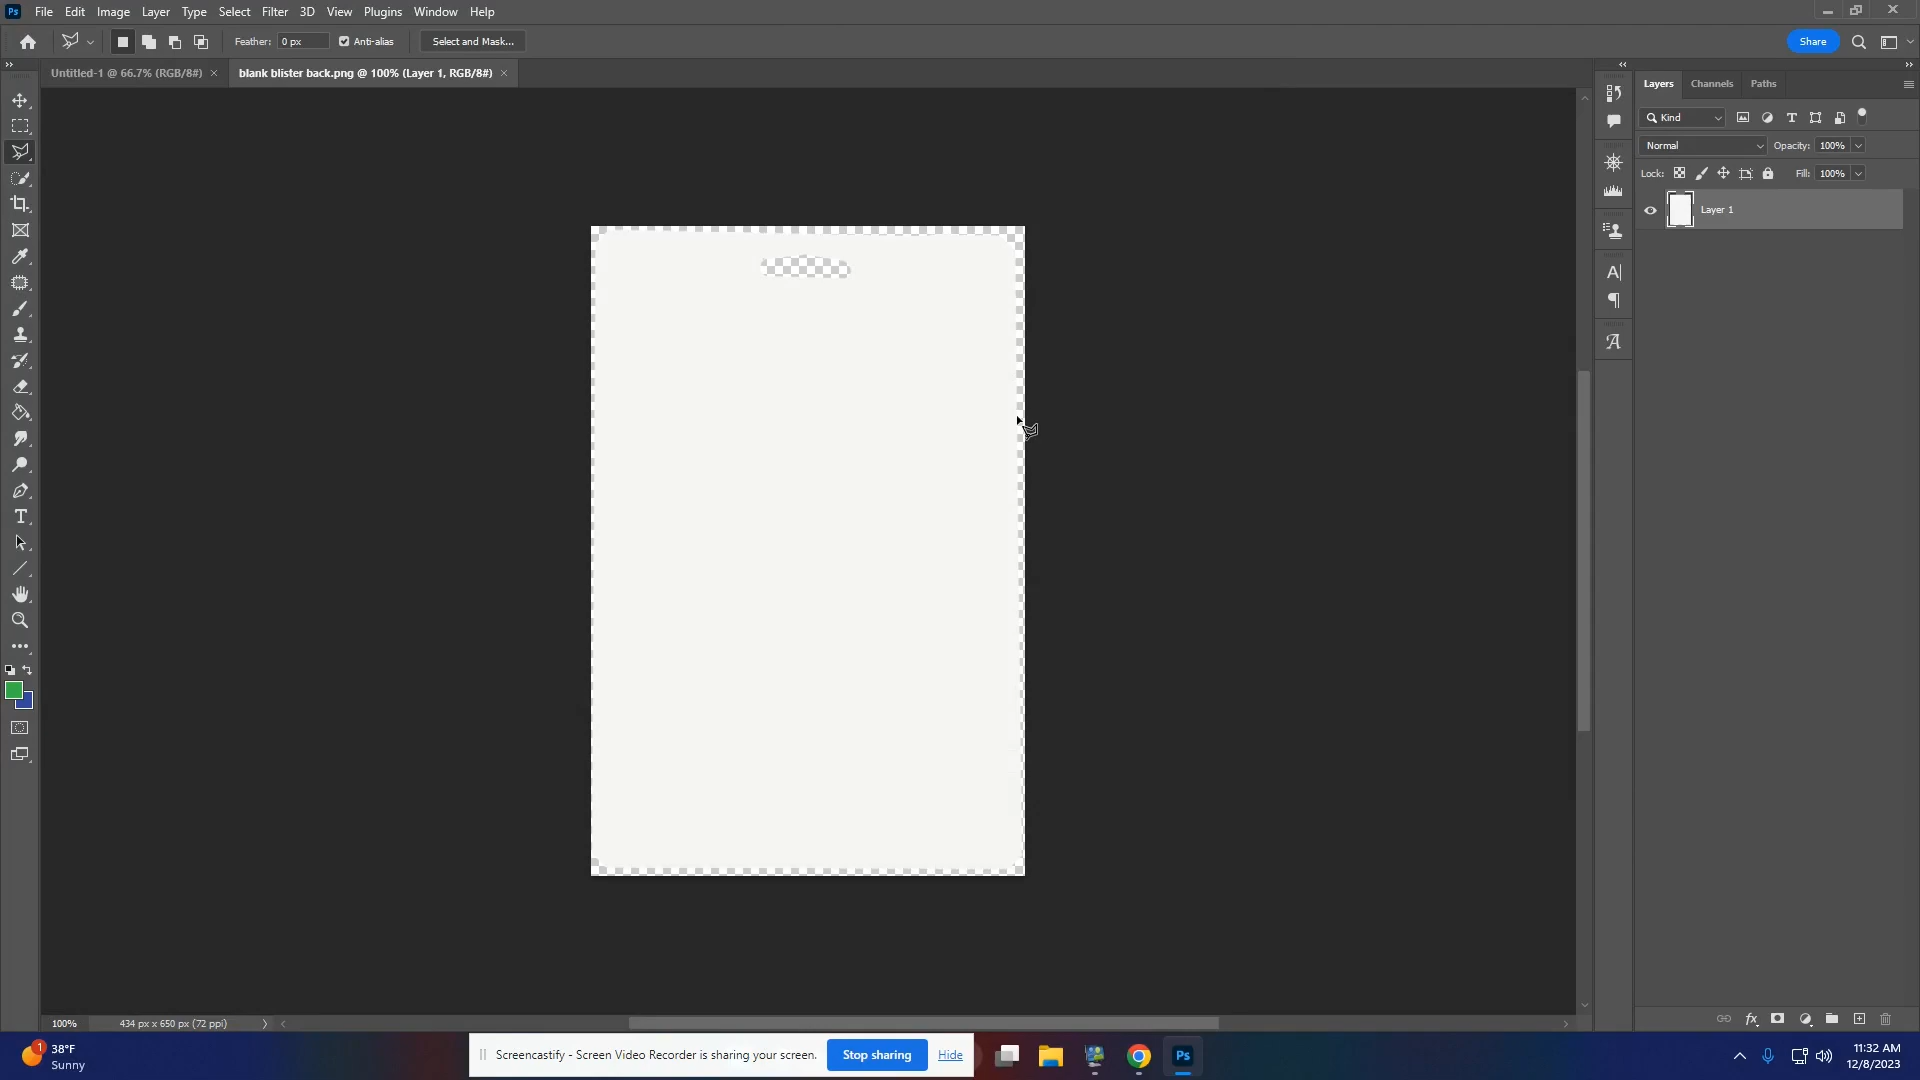 Ps File Edit Image Layer Type Select Filter 3D View Plugins Window Help
Feather: 0 px Anti-alias Select and Mask... Share
Untitled-1 @ 66.7% (RGB/8#) × blank blister back.png @ 100% (Layer 1, RGB/8#) ×
Layers Channels Paths
Kind
Normal Opacity: 100%
Lock: Fill: 100%
Layer 1
100% 434 px x 650 px (72 ppi)
1
38°F
Sunny
Screencastify - Screen Video Recorder is sharing your screen. Stop sharing Hide
Ps
11:32 AM
12/8/2023